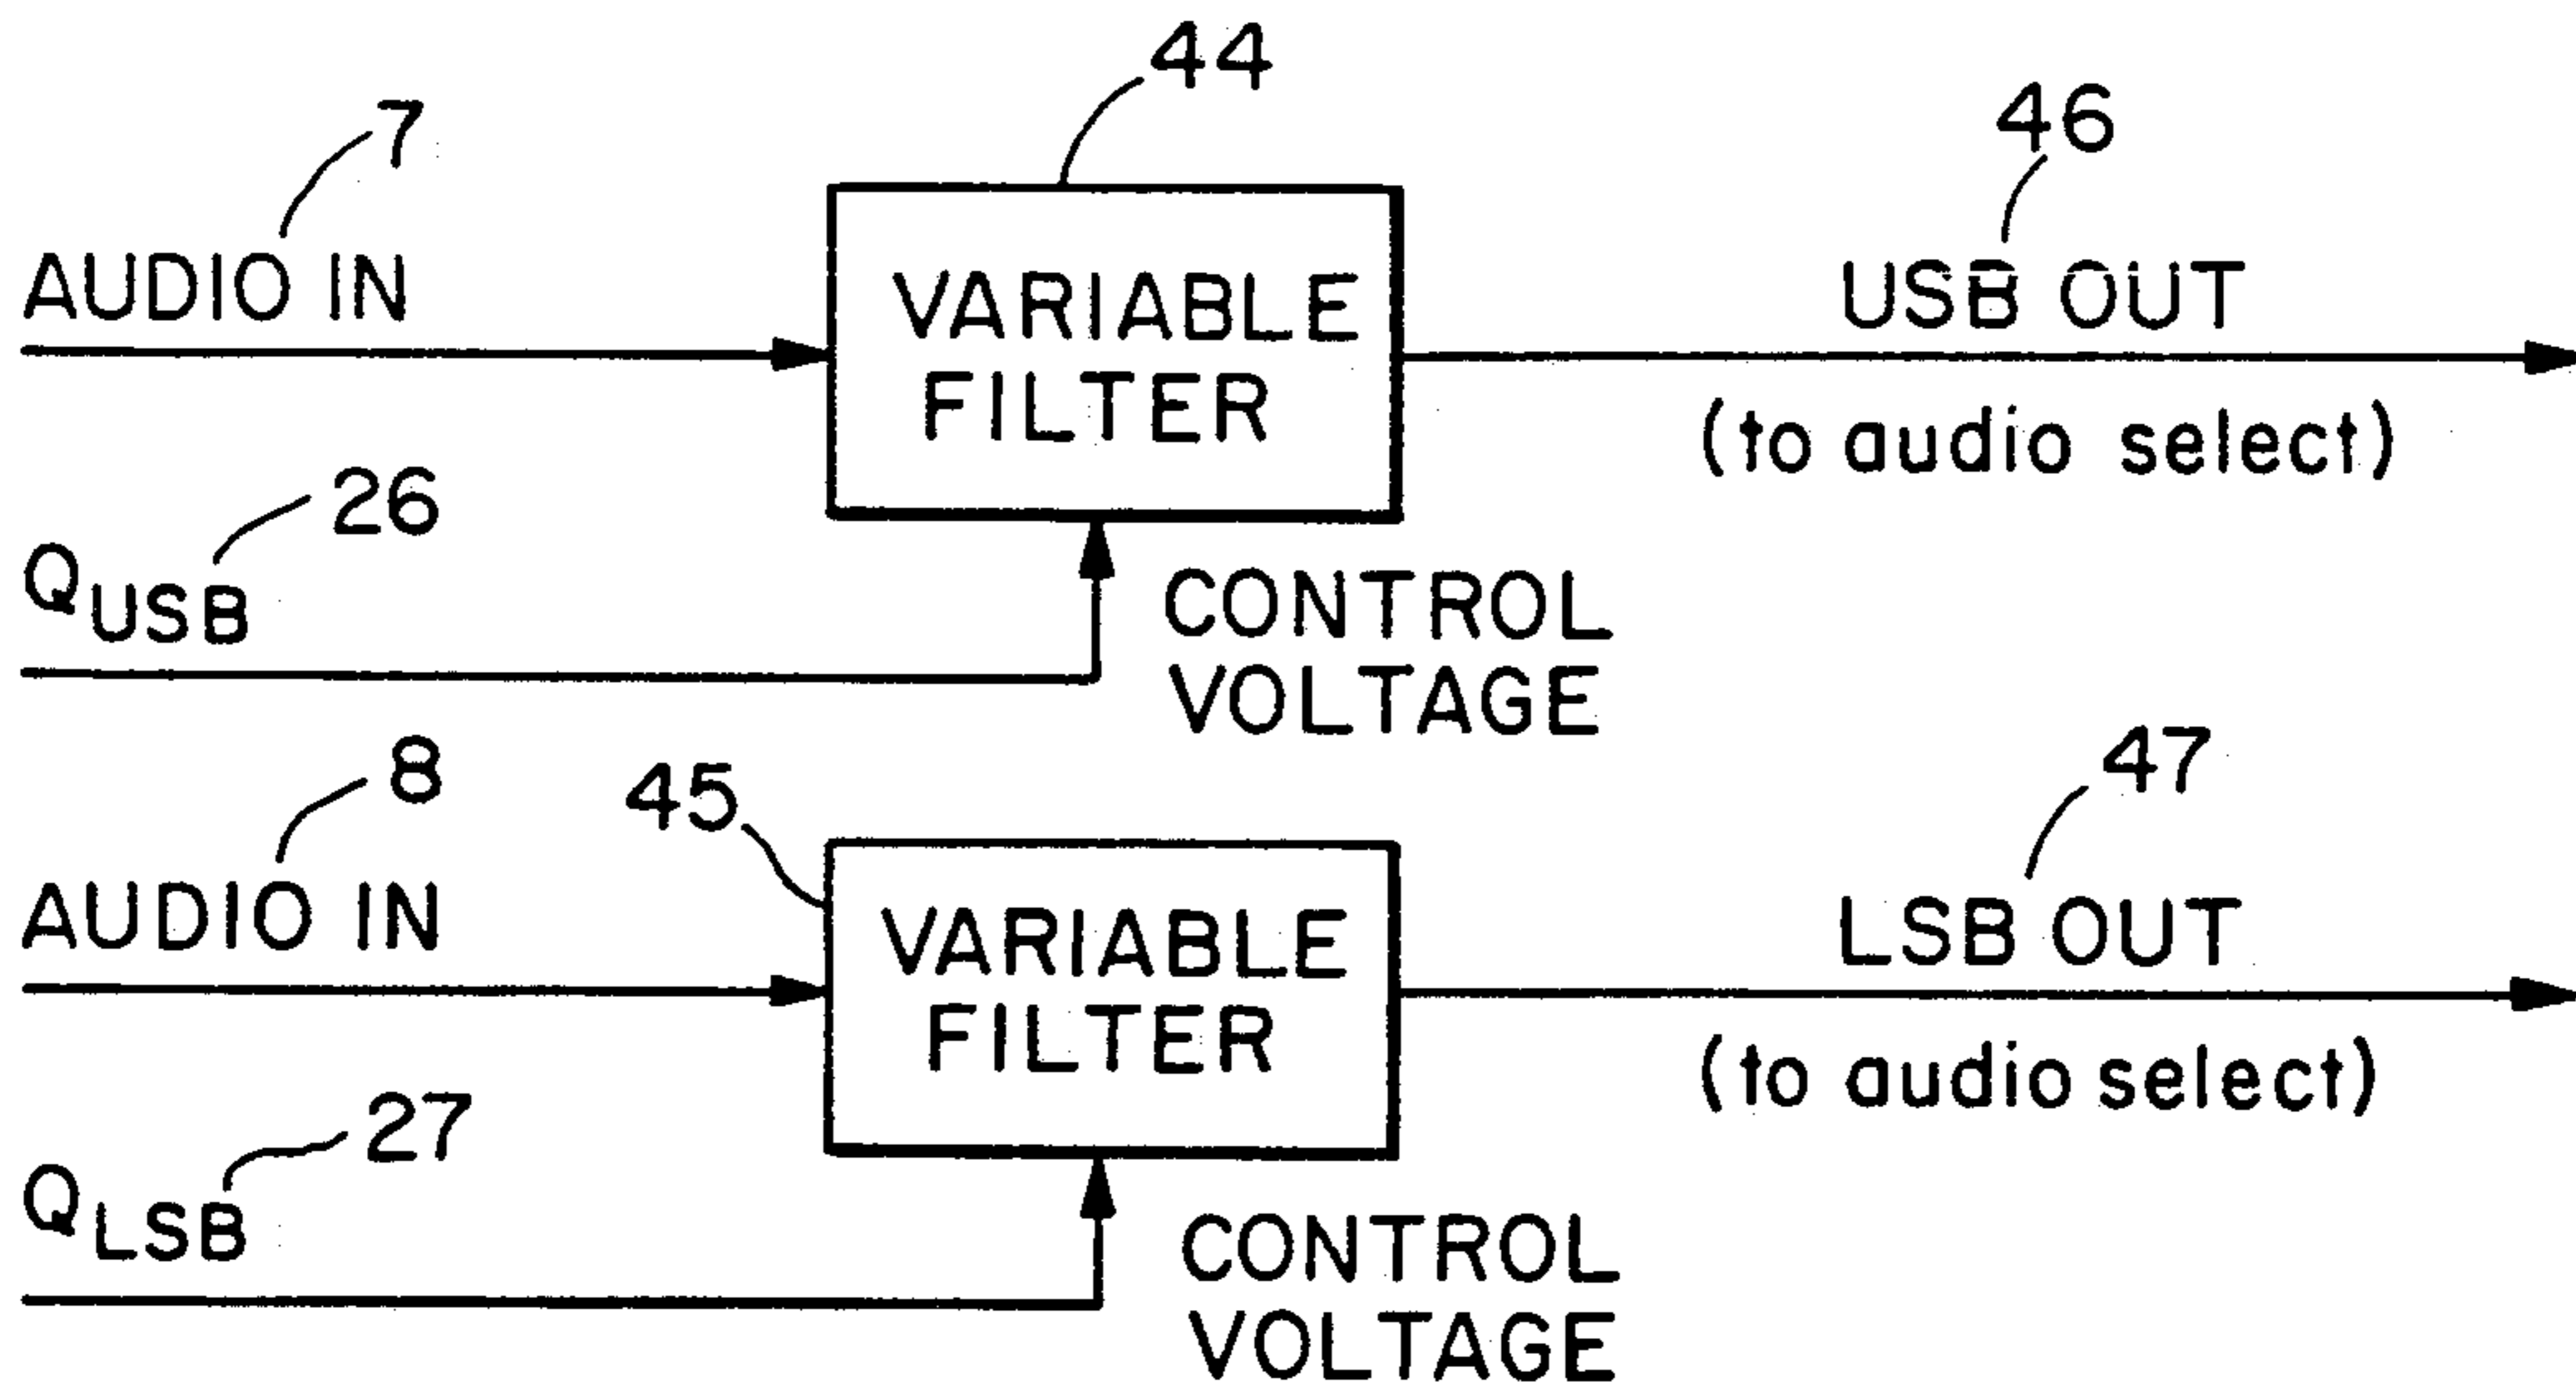 44
7
46
AUDIO IN
VARIABLE
FILTER
USB OUT
(to audio select)
26
QUSB
CONTROL
VOLTAGE
8
45
47
AUDIO IN
VARIABLE
FILTER
LSB OUT
(to audio select)
27
QLSB
CONTROL
VOLTAGE